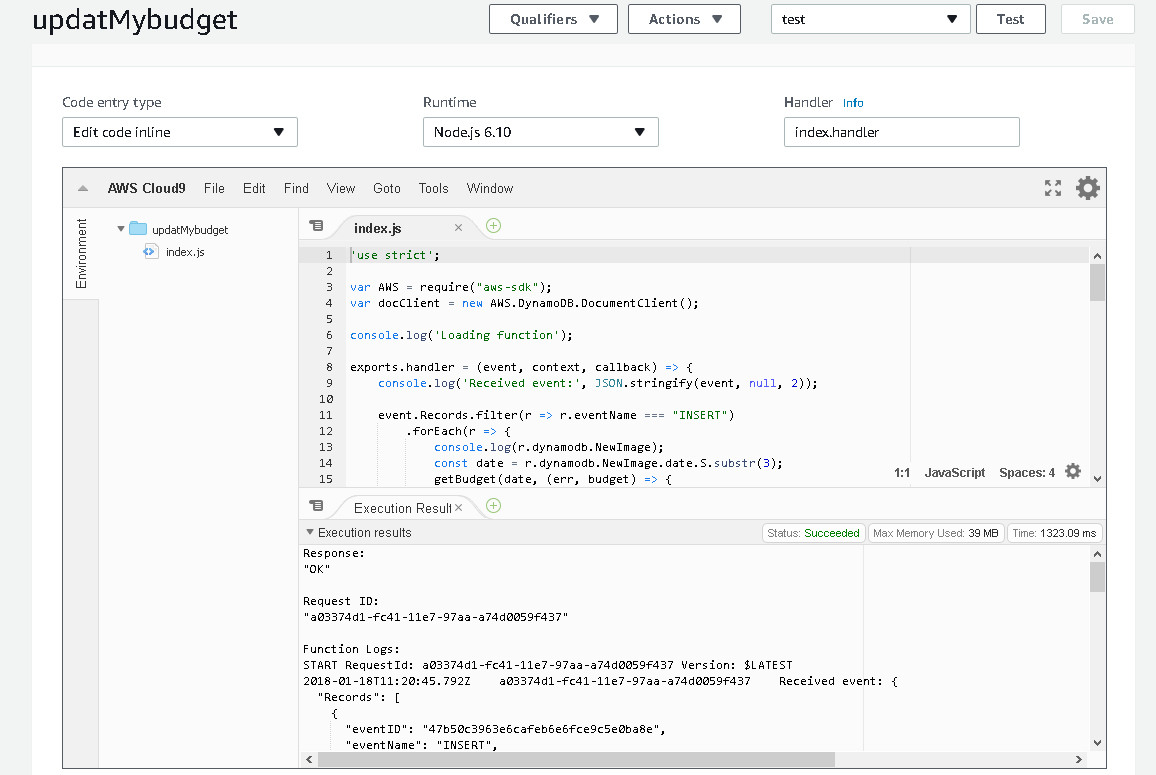 updatMybudget
Qualifiers Actions test Test Save
Code entry type Runtime Handler Info
Edit code inline Node.js 6.10 index.handler
AWS Cloud9 File Edit Find View Goto Tools Window
Environment
updatMybudget
index.js
index.js
1 'use strict';
2
3 var AWS = require("aws-sdk");
4 var docClient = new AWS.DynamoDB.DocumentClient();
5
6 console.log('Loading function');
7
8 exports.handler = (event, context, callback) => {
9 console.log('Received event:', JSON.stringify(event, null, 2));
10
11 event.Records.filter(r => r.eventName === "INSERT")
12 .forEach(r => {
13 console.log(r.dynamodb.NewImage);
14 const date = r.dynamodb.NewImage.date.S.substr(3);
15 getBudget(date, (err, budget) => {
1:1 JavaScript Spaces: 4
Execution Result
Execution results Status: Succeeded Max Memory Used: 39 MB Time: 1323.09 ms
Response:
"OK"
Request ID:
"a03374d1-fc41-11e7-97aa-a74d0059f437"
Function Logs:
START RequestId: a03374d1-fc41-11e7-97aa-a74d0059f437 Version: $LATEST
2018-01-18T11:20:45.792Z a03374d1-fc41-11e7-97aa-a74d0059f437 Received event: {
"Records": [
{
"eventID": "47b50c3963e6cafeb6e6fce9c5e0ba8e",
"eventName": "INSERT",